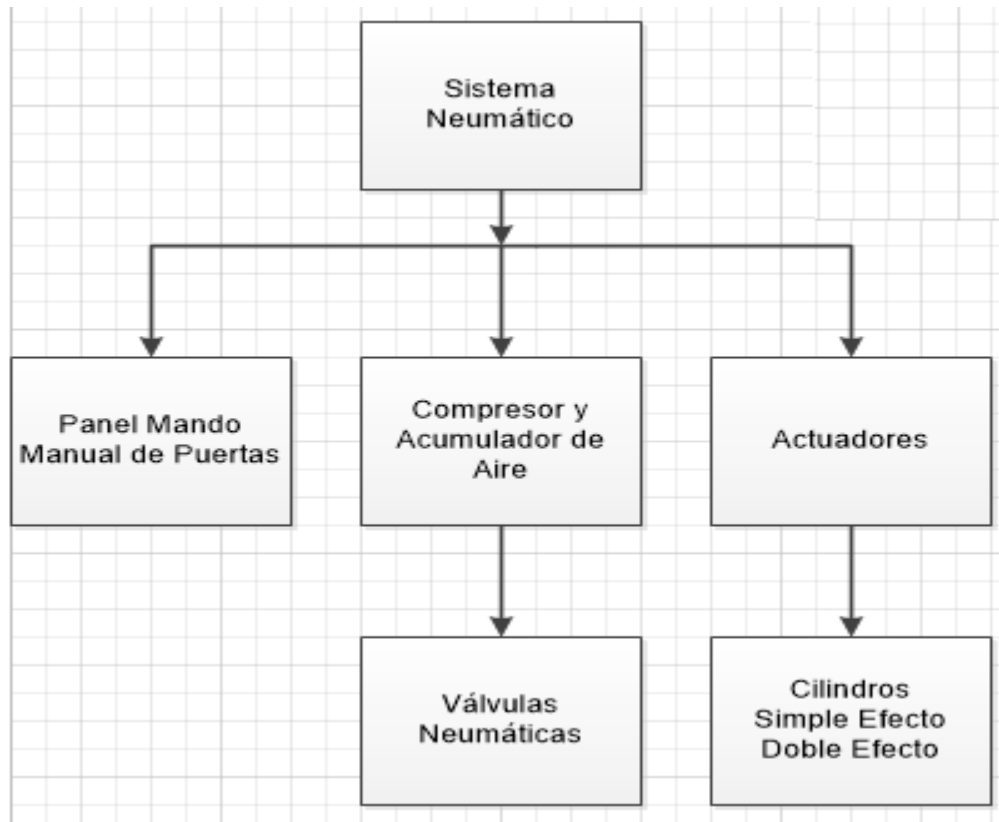 Sistema
Neumático
Panel Mando
Manual de Puertas
Compresor y
Acumulador de
Aire
Actuadores
Válvulas
Neumáticas
Cilindros
Simple Efecto
Doble Efecto